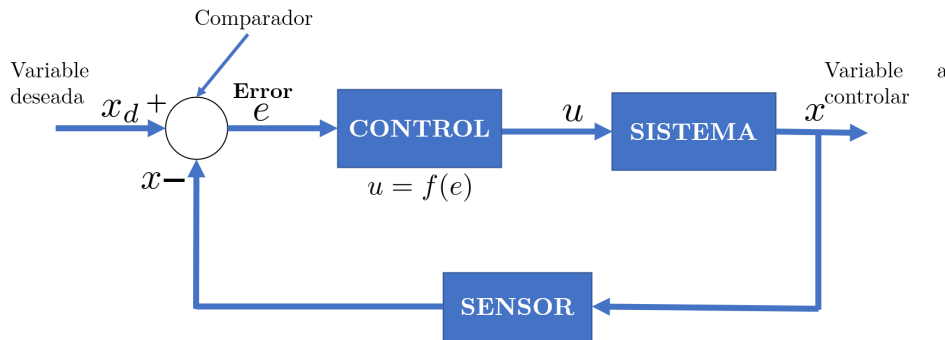 Comparador
Variable
deseada
x_d +
Error
e
CONTROL
u = f(e)
u
SISTEMA
x
Variable a
controlar
x−
SENSOR